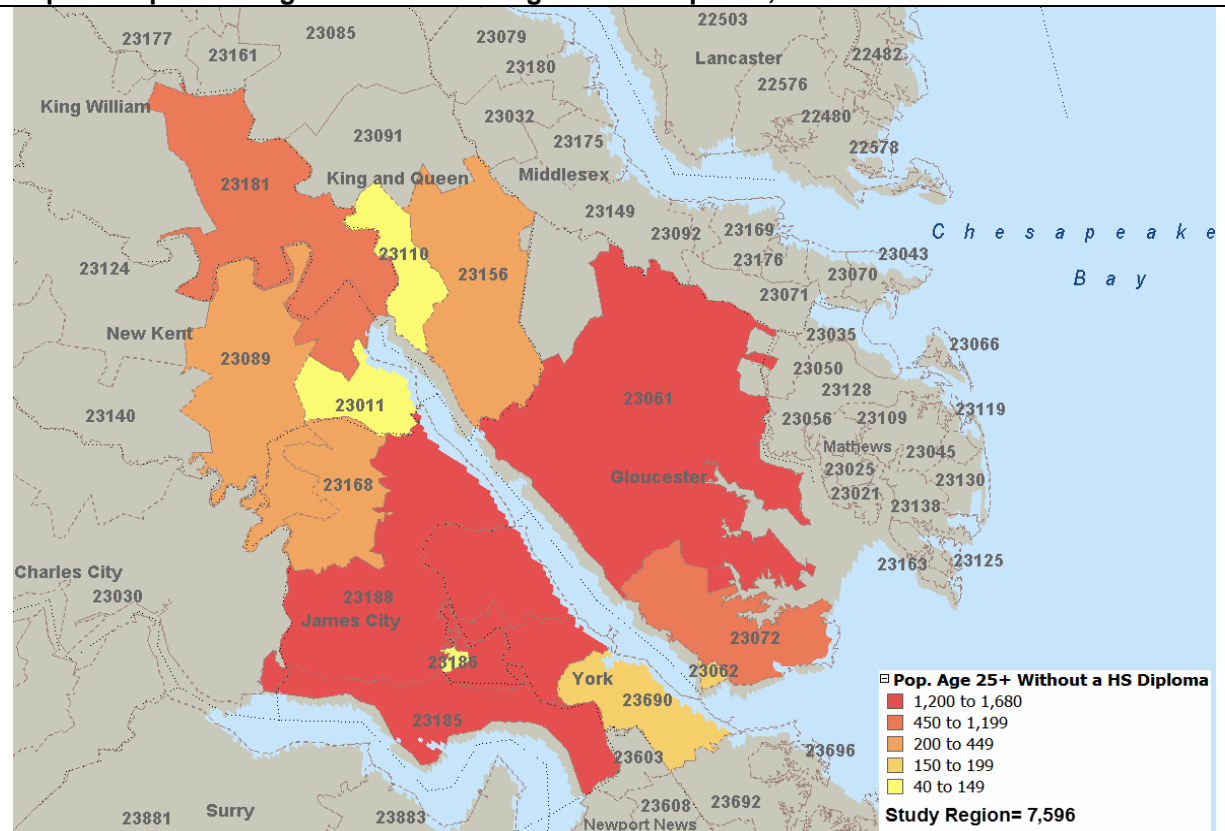 23177
23085
23079
22503
23161
23180
Lancaster
22482
22576
King William
23032
22480
23091
23175
22578
23181
King and Queen
Middlesex
23149
23169
C h e s a p e a k e
23092
23110
23176
23043
23124
23156
23070
B a y
23071
New Kent
23035
23066
23089
23050
23128
23061
23011
23140
23056
23109
23119
Mathews
23045
23025
Gloucester
23168
23130
23021
23138
23163
23125
Charles City
23030
23188
James City
23072
23186
23062
York
23690
23185
23603
23696
23608
23692
23881
Surry
23883
Newport News
Pop. Age 25+ Without a HS Diploma
1,200 to 1,680
450 to 1,199
200 to 449
150 to 199
40 to 149
Study Region= 7,596